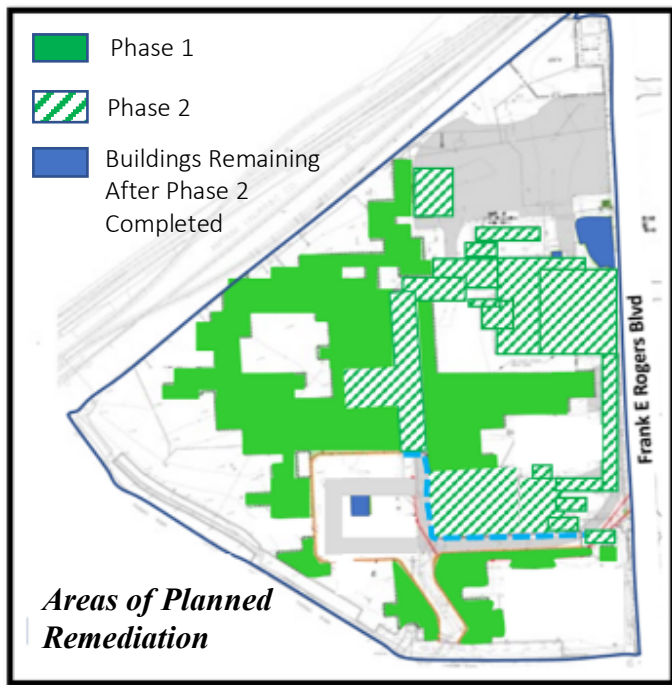 Phase 1
Phase 2
Buildings Remaining
After Phase 2
Completed
Frank E Rogers Blvd
Areas of Planned
Remediation